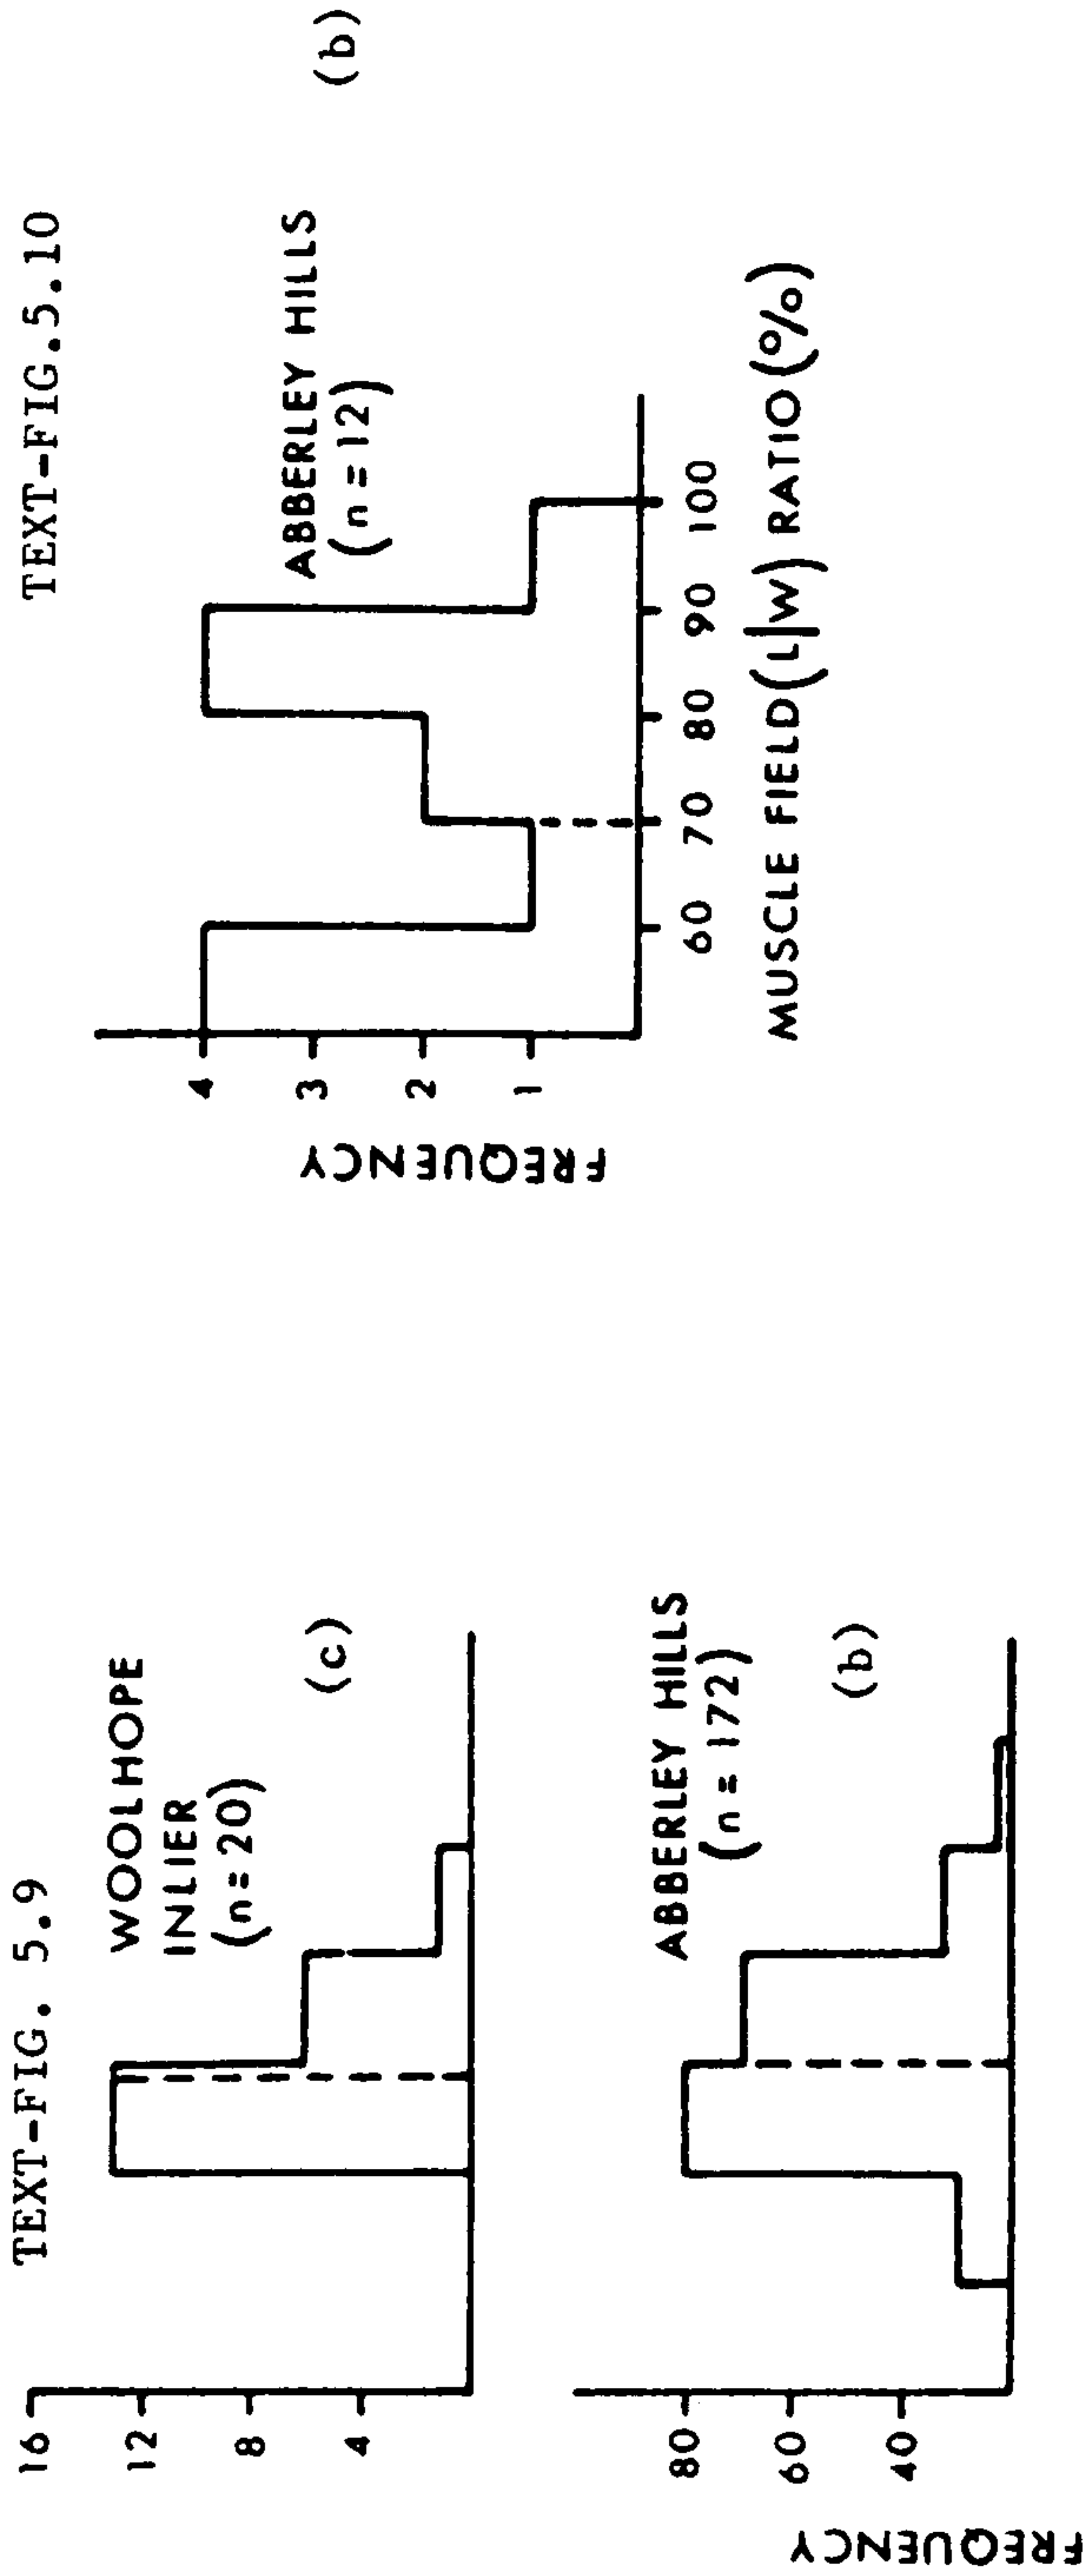 TEXT-FIG. 5.9
16
12
8
4
WOOLHOPE
INLIER
(n = 20)
(c)
FREQUENCY
80
60
40
ABBERLEY HILLS
(n = 172)
(b)
TEXT-FIG.5.10
FREQUENCY
4
3
2
1
ABBERLEY HILLS
(n = 12)
(b)
60 70 80 90 100
MUSCLE FIELD(L|W) RATIO(%)